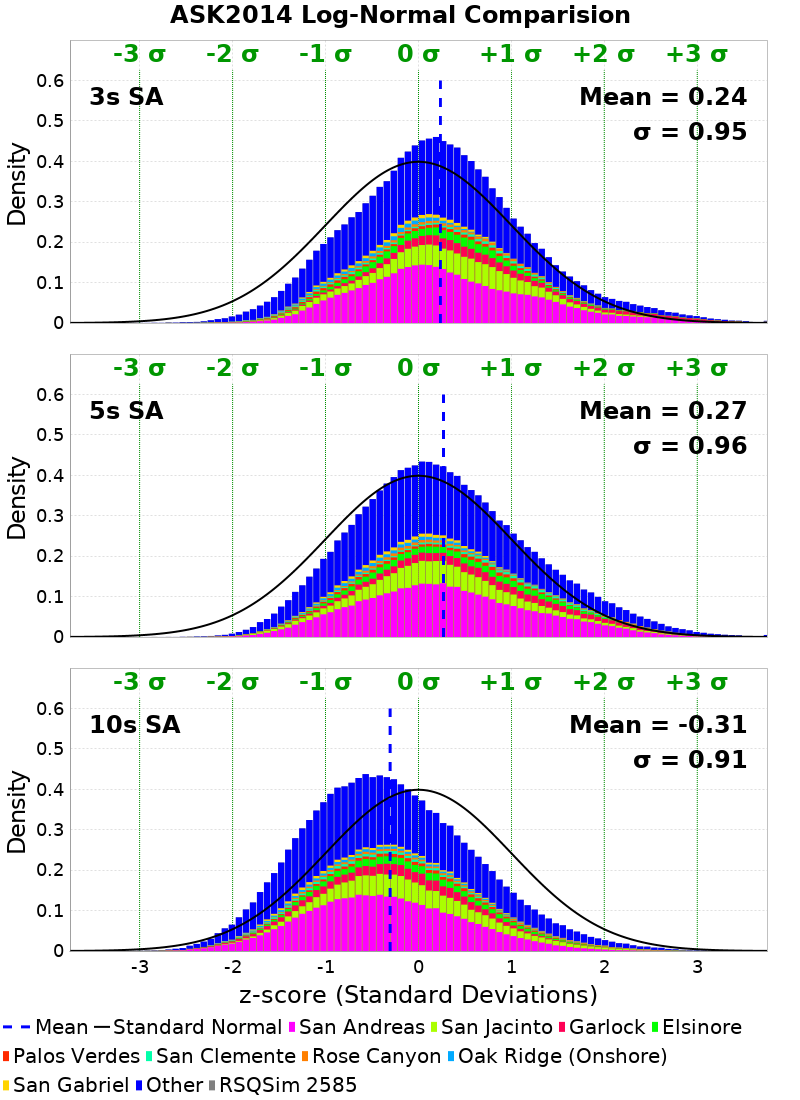 ASK2014 Log-Normal Comparision
-3 σ -2 σ -1 σ 0 σ +1 σ +2 σ +3 σ
3s SA
Mean = 0.24
σ = 0.95
Density
0.6
0.5
0.4
0.3
0.2
0.1
0
-3 σ -2 σ -1 σ 0 σ +1 σ +2 σ +3 σ
5s SA
Mean = 0.27
σ = 0.96
Density
0.6
0.5
0.4
0.3
0.2
0.1
0
-3 σ -2 σ -1 σ 0 σ +1 σ +2 σ +3 σ
10s SA
Mean = -0.31
σ = 0.91
Density
0.6
0.5
0.4
0.3
0.2
0.1
0
-3 -2 -1 0 1 2 3
z-score (Standard Deviations)
Mean Standard Normal San Andreas San Jacinto Garlock Elsinore
Palos Verdes San Clemente Rose Canyon Oak Ridge (Onshore)
San Gabriel Other RSQSim 2585